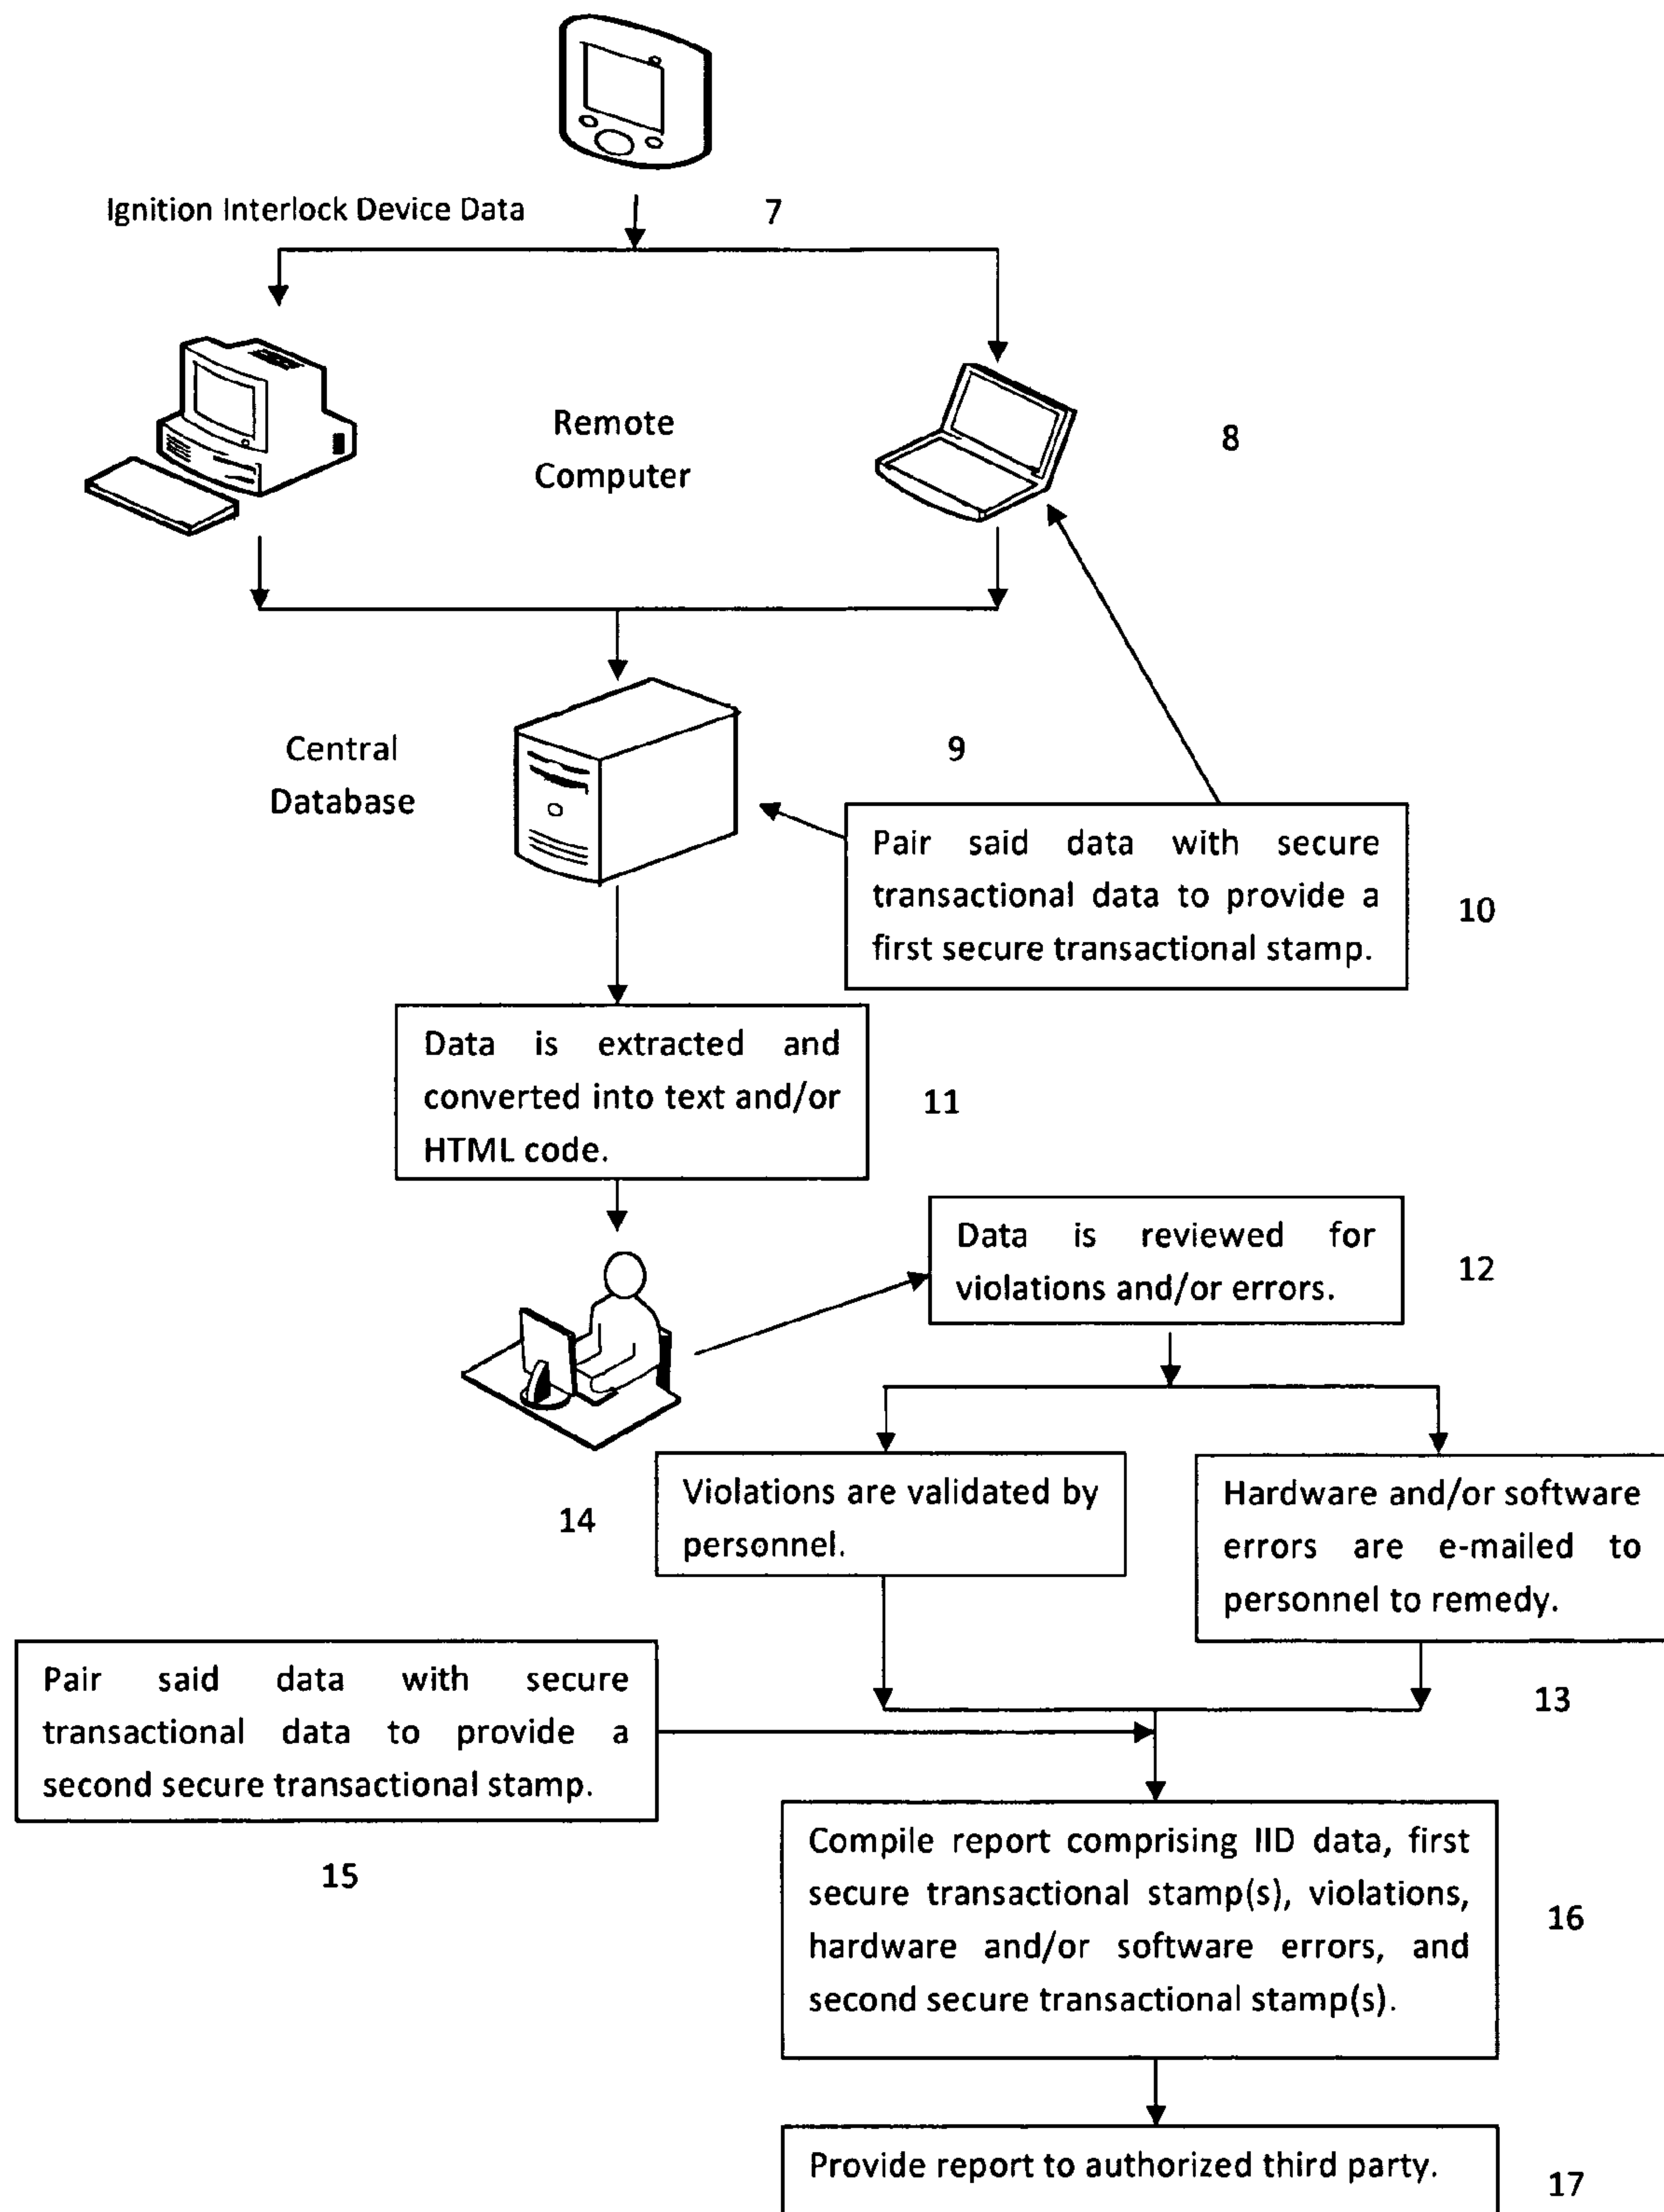 Ignition Interlock Device Data
7
Remote
Computer
8
Central
Database
9
Pair said data with secure
transactional data to provide a
first secure transactional stamp.
10
Data is extracted and
converted into text and/or
HTML code.
11
Data is reviewed for
violations and/or errors.
12
Violations are validated by
personnel.
14
Hardware and/or software
errors are e-mailed to
personnel to remedy.
13
Pair said data with secure
transactional data to provide a
second secure transactional stamp.
15
Compile report comprising IID data, first
secure transactional stamp(s), violations,
hardware and/or software errors, and
second secure transactional stamp(s).
16
Provide report to authorized third party.
17